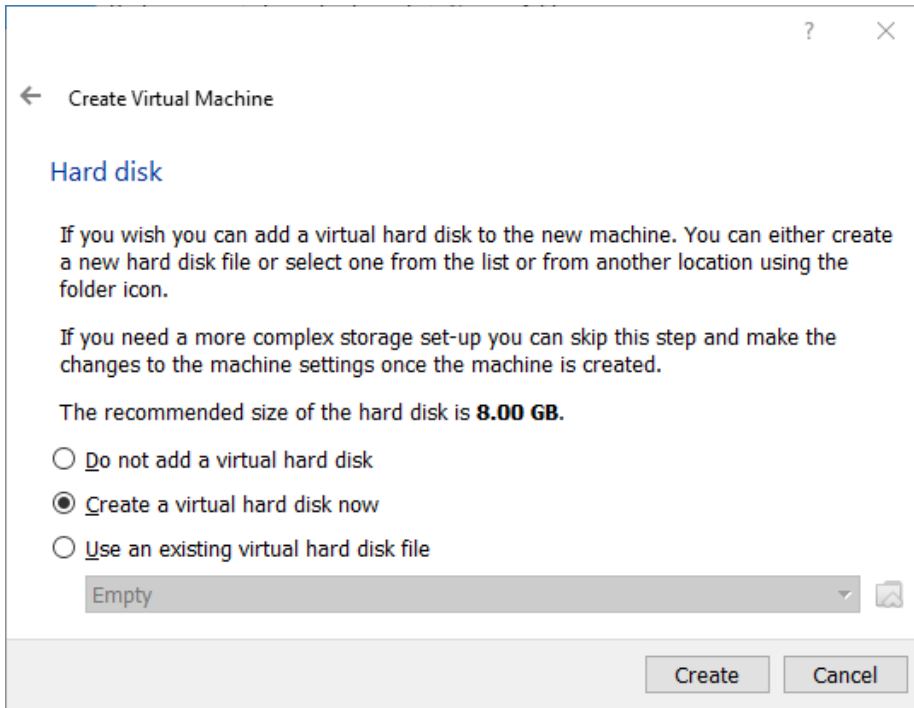 ?
Create Virtual Machine
Hard disk
If you wish you can add a virtual hard disk to the new machine. You can either create
a new hard disk file or select one from the list or from another location using the
folder icon.
If you need a more complex storage set-up you can skip this step and make the
changes to the machine settings once the machine is created.
The recommended size of the hard disk is 8.00 GB.
Do not add a virtual hard disk
Create a virtual hard disk now
Use an existing virtual hard disk file
Empty
Create Cancel